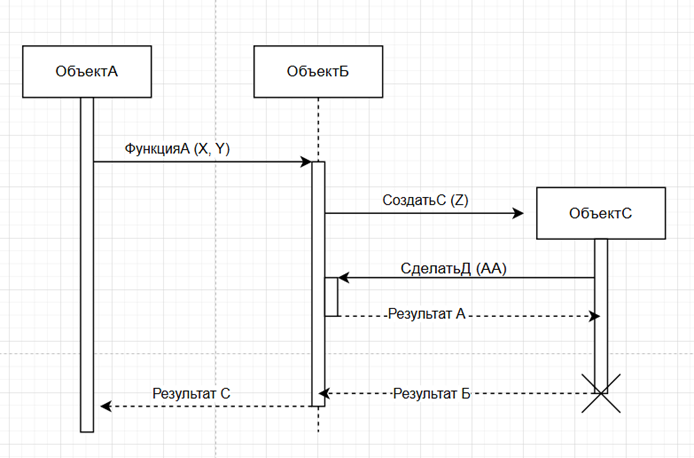 ОбъектА
ОбъектБ
ФункцияА (X, Y)
СоздатьС (Z)
ОбъектС
СделатьД (АА)
Результат А
Результат С
Результат Б